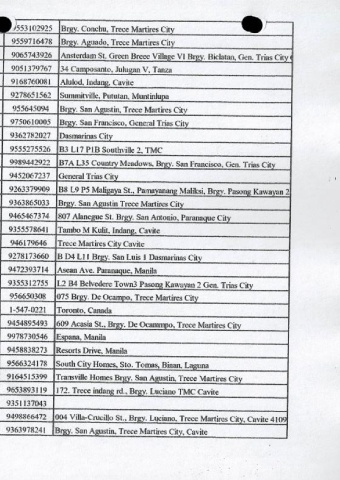 9553102925 Brgy. Conchu, Trece Martires City
9559716478 Brgy. Aguado, Trece Martires City
9065743926 Amsterdam St. Green Breeze Village VI Brgy. Biclatan, Gen. Trias City
9051379767 34 Camposanto, Julugan V, Tanza
9168760081 Alulod, Indang, Cavite
9278651562 Summitville, Putatan, Muntinlupa
955645094 Brgy. San Agustin, Trece Martires City
9750610005 Brgy. San Francisco, General Trias City
9362782027 Dasmarinas City
9555275526 B3 L17 P1B Southville 2, TMC
9989442922 B7A L35 Country Meadows, Brgy. San Francisco, Gen. Trias City
9452067237 General Trias City
9263379909 B8 L9 P5 Maligaya St., Pamayanang Maliksi, Brgy. Pasong Kawayan 2
9363865033 Brgy. San Agustin Trece Martires City
9465467374 807 Alanegue St. Brgy. San Antonio, Paranaque City
9355578641 Tambo M Kulit, Indang, Cavite
946179646 Trece Martires City Cavite
9278173660 B D4 L11 Brgy. San Luis 1 Dasmarinas City
9472393714 Asean Ave. Paranaque, Manila
9335312755 L2 B4 Belvedere Town3 Pasong Kawayan 2 Gen. Trias City
956650308 075 Brgy. De Ocampo, Trece Martires City
1-547-0221 Toronto, Canada
9454895493 609 Acasia St., Brgy. De Ocammpo, Trece Martires City
9978730546 Espana, Manila
9458838273 Resorts Drive, Manila
9566324178 South City Homes, Sto. Tomas, Binan, Laguna
9164515399 Transville Homes Brgy. San Agustin, Trece Martires City
9653893119 172. Trece indang rd., Brgy. Luciano TMC Cavite
9351137043
9498866472 004 Villa-Crucillo St., Brgy. Luciano, Trece Martires City, Cavite 4109
9363978241 Brgy. San Agustin, Trece Martires City, Cavite